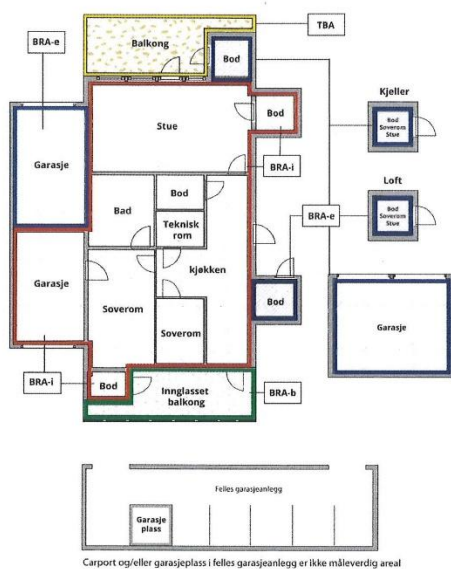 TBA
BRA-e
Balkong
Bod
Kjeller
Bod
Soverom
Stue
Stue
Bod
Garasje
BRA-i
Loft
Bod
Soverom
Stue
Bad
Bod
Teknisk
rom
BRA-e
kjøkken
Garasje
Soverom
Bod
Garasje
Soverom
BRA-i
Bod
Innglasset
balkong
BRA-b
Felles garasjeanlegg
Garasje
plass
Carport og/eller garasjeplass i felles garasjeanlegg er ikke måleverdig areal